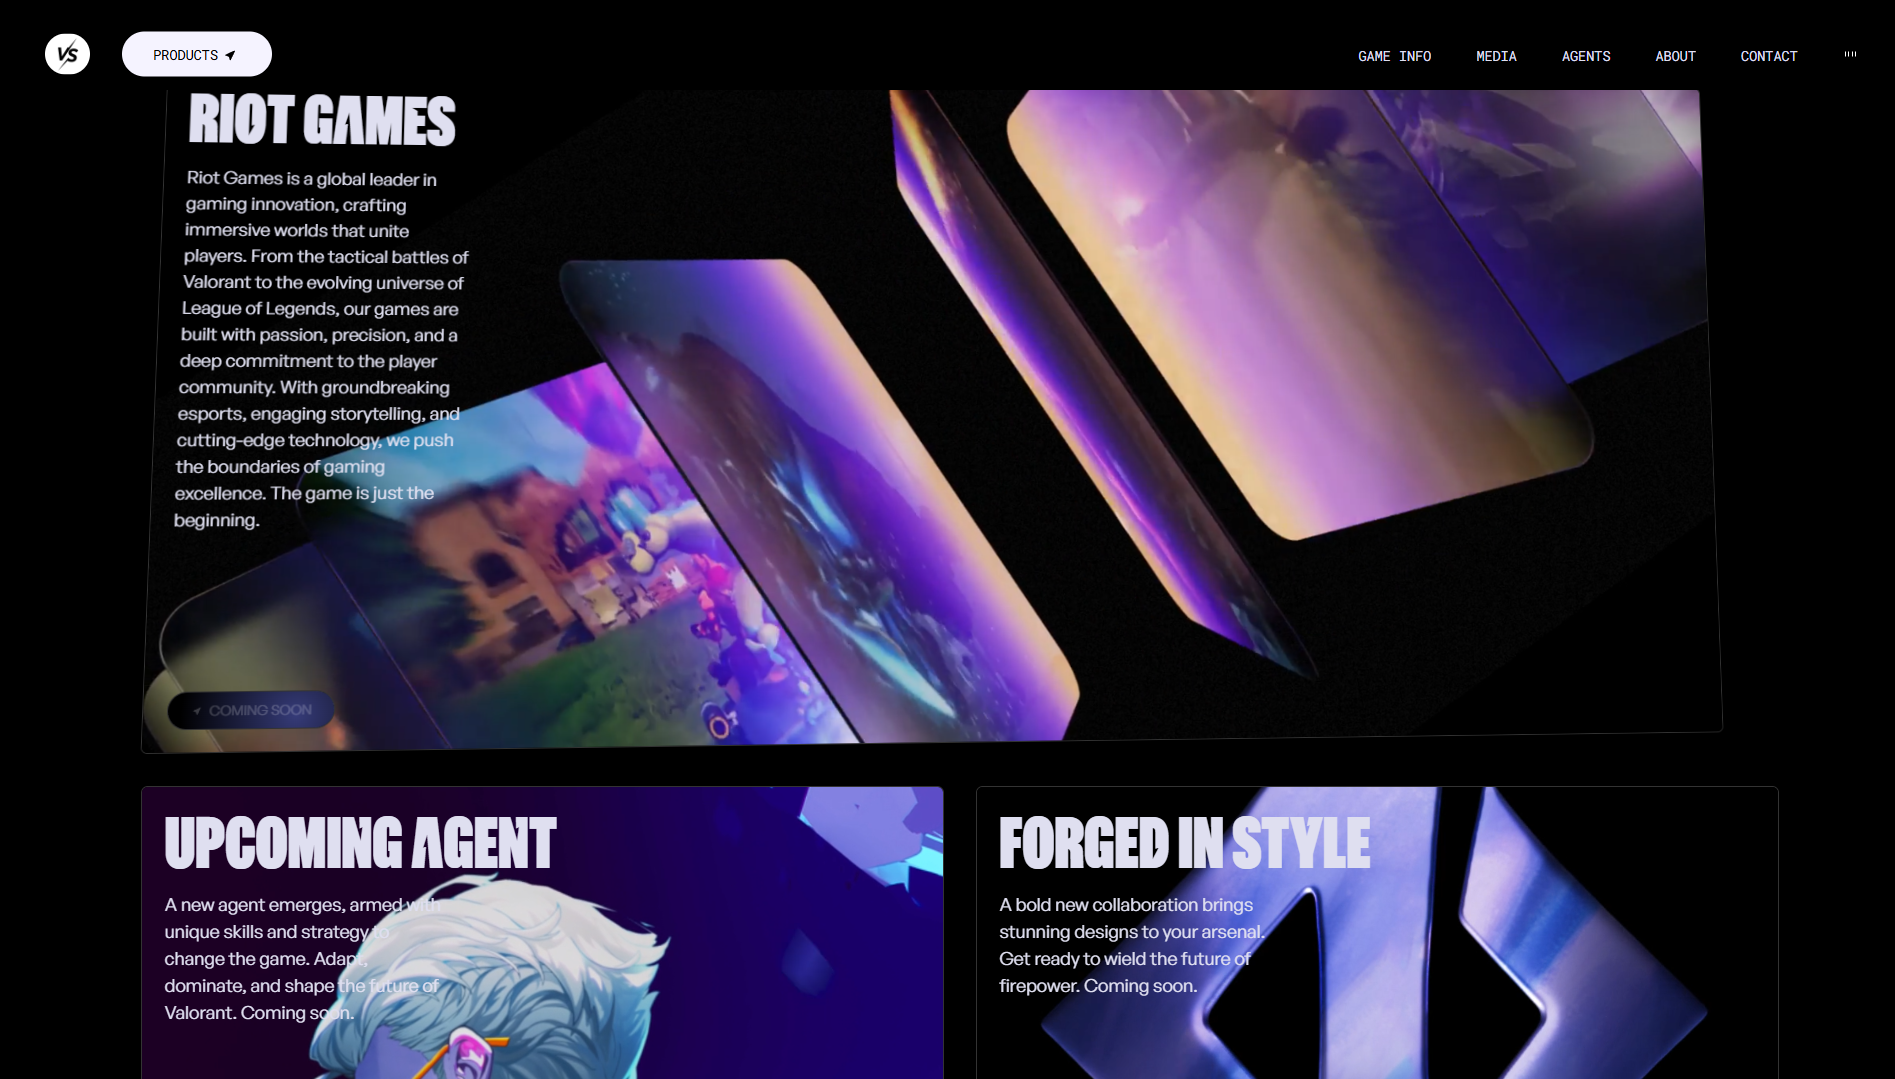 VS
PRODUCTS
GAME INFO
MEDIA
AGENTS
ABOUT
CONTACT
RIOT GAMES
Riot Games is a global leader in
gaming innovation, crafting
immersive worlds that unite
players. From the tactical battles of
Valorant to the evolving universe of
League of Legends, our games are
built with passion, precision, and a
deep commitment to the player
community. With groundbreaking
esports, engaging storytelling, and
cutting-edge technology, we push
the boundaries of gaming
excellence. The game is just the
beginning.
COMING SOON
UPCOMING AGENT
A new agent emerges, armed with
unique skills and strategy to
change the game. Adapt,
dominate, and shape the future of
Valorant. Coming soon.
FORGED IN STYLE
A bold new collaboration brings
stunning designs to your arsenal.
Get ready to wield the future of
firepower. Coming soon.